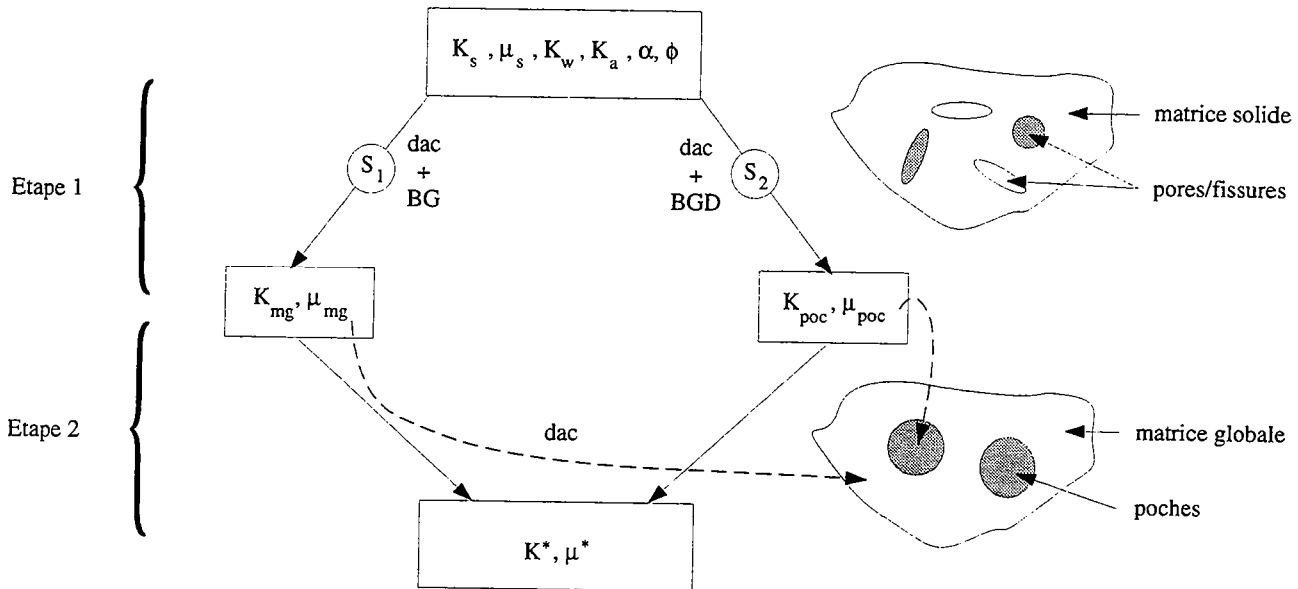 K_s , μ_s , K_w , K_a , α, φ
matrice solide
pores/fissures
Etape 1
S_1
dac
+
BG
dac
+
BGD
S_2
K_mg, μ_mg
K_poc, μ_poc
Etape 2
dac
matrice globale
poches
K*, μ*